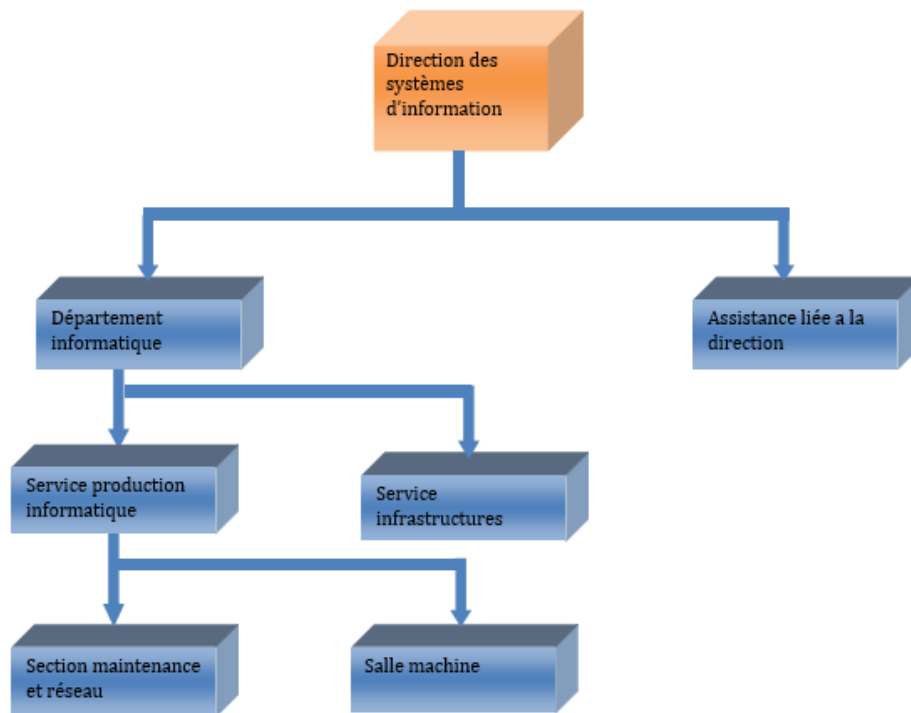 Direction des
systèmes
d’information
Département
informatique
Assistance liée a la
direction
Service production
informatique
Service
infrastructures
Section maintenance
et réseau
Salle machine